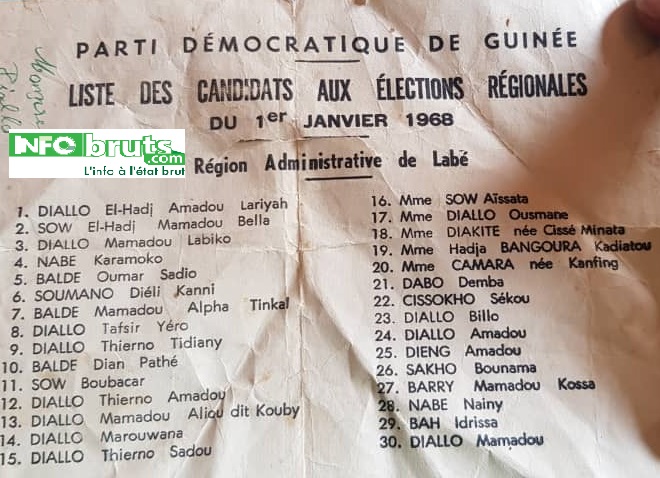 PARTI DÉMOCRATIQUE DE GUINÉE
LISTE DES CANDIDATS AUX ÉLECTIONS RÉGIONALES
DU 1er JANVIER 1968
NFO bruts.com
L'info à l'état brut
Région Administrative de Labé
1. DIALLO El-Hadj Amadou Lariyah
2. SOW El-Hadj Mamadou Bella
3. DIALLO Mamadou Labiko
4. NABE Karamoko
5. BALDE Oumar Sadio
6. SOUMANO Diéli Kanni
7. BALDE Mamadou Alpha Tinkal
8. DIALLO Tafsir Yéro
9. DIALLO Thierno Tidiany
10. BALDE Dian Pathé
11. SOW Boubacar
12. DIALLO Thierno Amadou
13. DIALLO Mamadou Aliou dit Kouby
14. DIALLO Marouwana
15. DIALLO Thierno Sadou
16. Mme SOW Aïssata
17. Mme DIALLO Ousmane
18. Mme DIAKITE née Cissé Minata
19. Mme Hadja BANGOURA Kadiatou
20. Mme CAMARA née Kanfing
21. DABO Demba
22. CISSOKHO Sékou
23. DIALLO Billo
24. DIALLO Amadou
25. DIENG Amadou
26. SAKHO Bounama
27. BARRY Mamadou Kossa
28. NABE Nainy
29. BAH Idrissa
30. DIALLO Mamadou